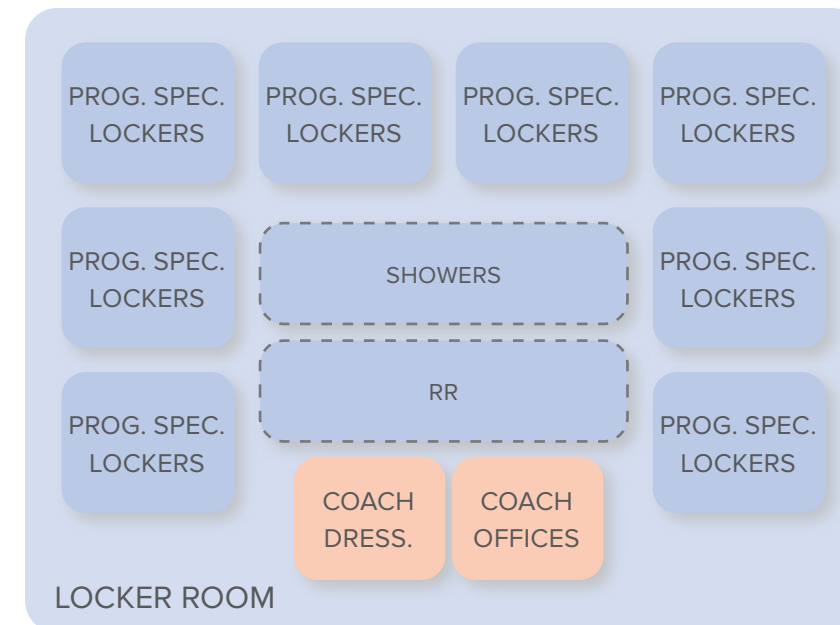 PROG. SPEC.
LOCKERS
PROG. SPEC.
LOCKERS
PROG. SPEC.
LOCKERS
PROG. SPEC.
LOCKERS
PROG. SPEC.
LOCKERS
SHOWERS
PROG. SPEC.
LOCKERS
RR
PROG. SPEC.
LOCKERS
PROG. SPEC.
LOCKERS
COACH
DRESS.
COACH
OFFICES
LOCKER ROOM